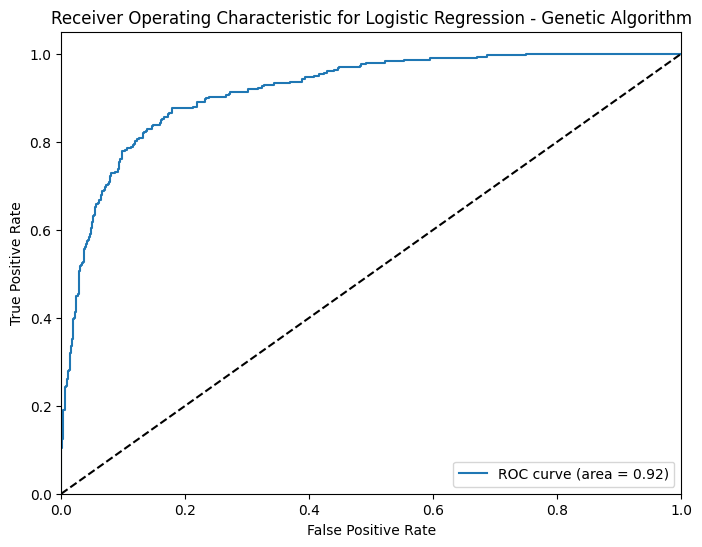 Receiver Operating Characteristic for Logistic Regression - Genetic Algorithm
True Positive Rate
1.0
0.8
0.6
0.4
0.2
0.0
0.0 0.2 0.4 0.6 0.8 1.0
False Positive Rate
ROC curve (area = 0.92)